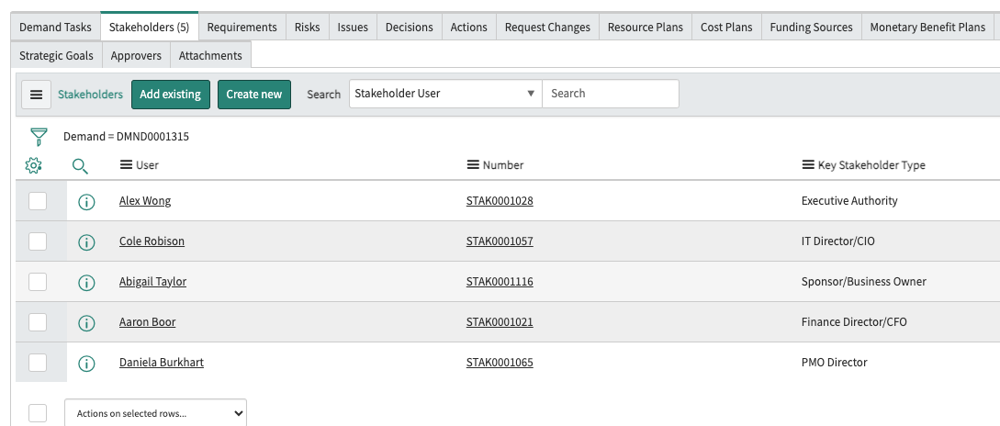 Demand Tasks Stakeholders (5) Requirements Risks Issues Decisions Actions Request Changes Resource Plans Cost Plans Funding Sources Monetary Benefit Plans
Strategic Goals Approvers Attachments
Stakeholders Add existing Create new Search Stakeholder User Search
Demand = DMND0001315
User Number Key Stakeholder Type
Alex Wong STAK0001028 Executive Authority
Cole Robison STAK0001057 IT Director/CIO
Abigail Taylor STAK0001116 Sponsor/Business Owner
Aaron Boor STAK0001021 Finance Director/CFO
Daniela Burkhart STAK0001065 PMO Director
Actions on selected rows...